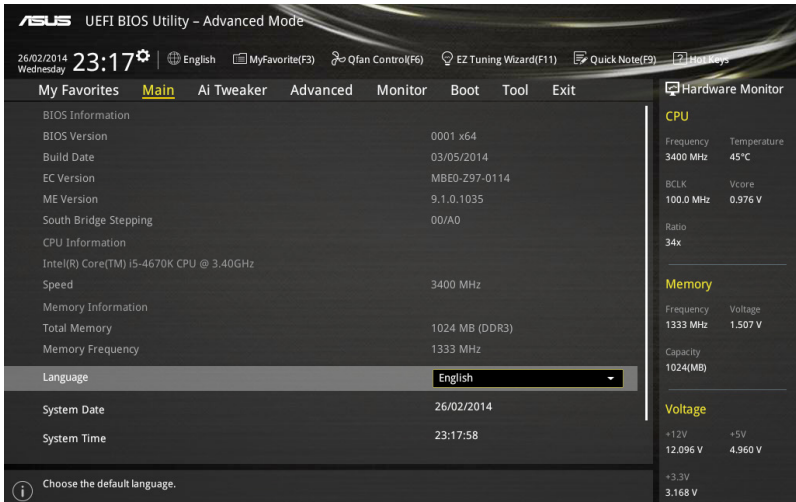 ASUS UEFI BIOS Utility – Advanced Mode
26/02/2014
Wednesday
23:17
English
MyFavorite(F3)
Qfan Control(F6)
EZ Tuning Wizard(F11)
Quick Note(F9)
? Hot Keys
My Favorites Main Ai Tweaker Advanced Monitor Boot Tool Exit
BIOS Information
BIOS Version 0001 x64
Build Date 03/05/2014
EC Version MBE0-Z97-0114
ME Version 9.1.0.1035
South Bridge Stepping 00/A0
CPU Information
Intel(R) Core(TM) i5-4670K CPU @ 3.40GHz
Speed 3400 MHz
Memory Information
Total Memory 1024 MB (DDR3)
Memory Frequency 1333 MHz
Language English
System Date 26/02/2014
System Time 23:17:58
i Choose the default language.
Hardware Monitor
CPU
Frequency Temperature
3400 MHz 45°C
BCLK Vcore
100.0 MHz 0.976 V
Ratio
34x
Memory
Frequency Voltage
1333 MHz 1.507 V
Capacity
1024(MB)
Voltage
+12V +5V
12.096 V 4.960 V
+3.3V
3.168 V